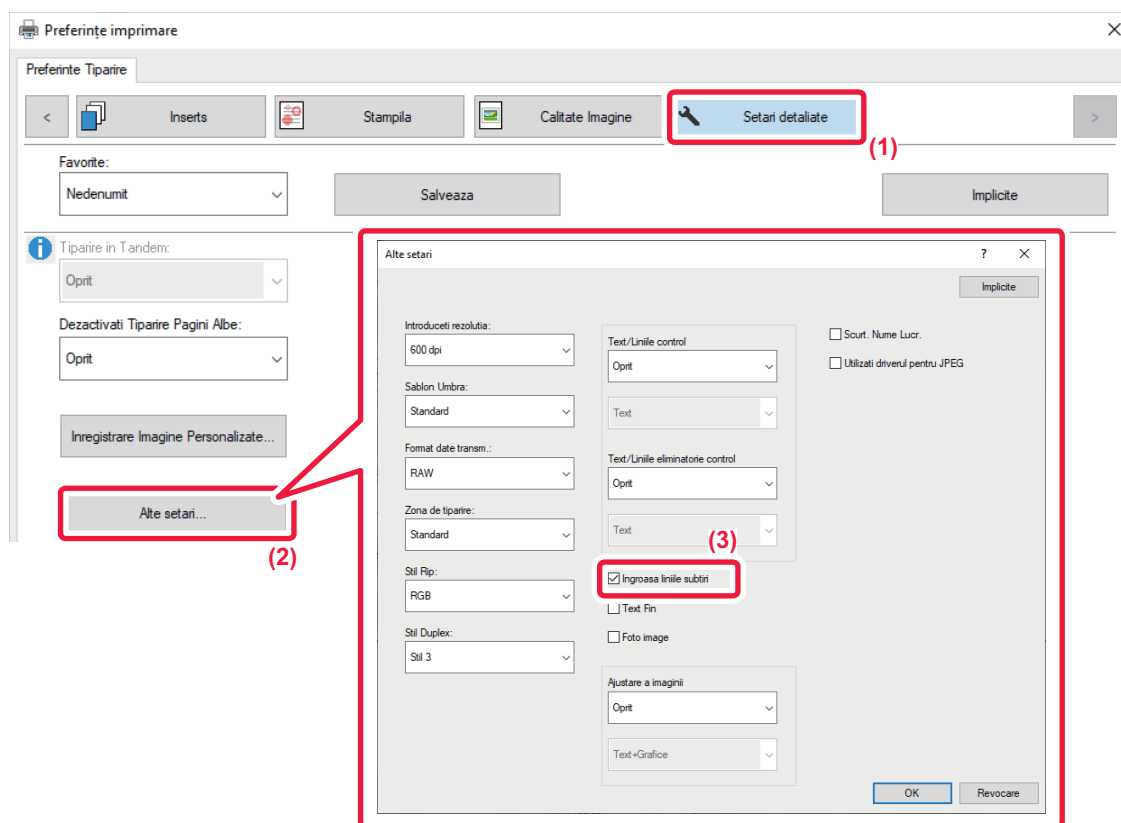 Preferințe imprimare
Preferinte Tiparire
<
Inserts
Stampila
Calitate Imagine
Setari detaliate
>
(1)
Favorite:
Nedenumit
Salveaza
Implicite
Tiparire in Tandem:
Oprit
Dezactivati Tiparire Pagini Albe:
Oprit
Inregistrare Imagine Personalizate...
Alte setari...
(2)
Alte setari
?
Implicite
Introduceti rezolutia:
600 dpi
Sablon Umbra:
Standard
Format date transm.:
RAW
Zona de tiparire:
Standard
Stil Rip:
RGB
Stil Duplex:
Stil 3
Text/Liniile control
Oprit
Text
Text/Liniile eliminatorie control
Oprit
Text
(3)
Ingroasa liniile subtiri
Text Fin
Foto image
Ajustare a imaginii
Oprit
Text+Grafice
Scurt. Nume Lucr.
Utilizati driverul pentru JPEG
OK
Revocare